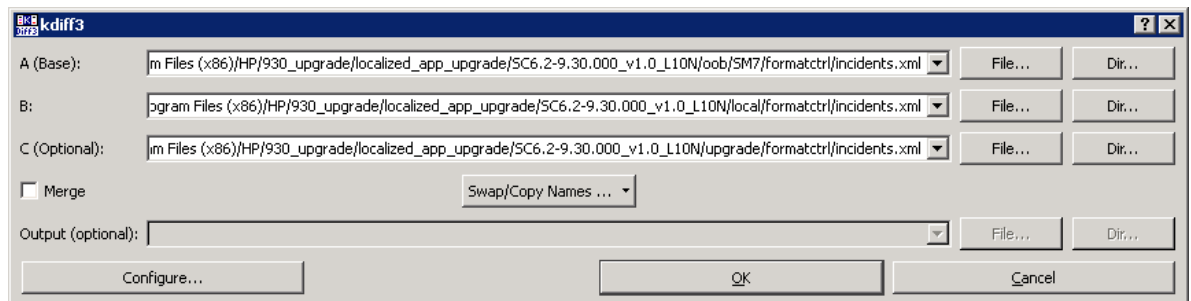 kdiff3
A (Base): m Files (x86)/HP/930_upgrade/localized_app_upgrade/SC6.2-9.30.000_v1.0_L10N/oob/SM7/formatctrl/incidents.xml File... Dir...
B: ogram Files (x86)/HP/930_upgrade/localized_app_upgrade/SC6.2-9.30.000_v1.0_L10N/local/formatctrl/incidents.xml File... Dir...
C (Optional): m Files (x86)/HP/930_upgrade/localized_app_upgrade/SC6.2-9.30.000_v1.0_L10N/upgrade/formatctrl/incidents.xml File... Dir...
Merge Swap/Copy Names ...
Output (optional): File... Dir...
Configure... OK Cancel